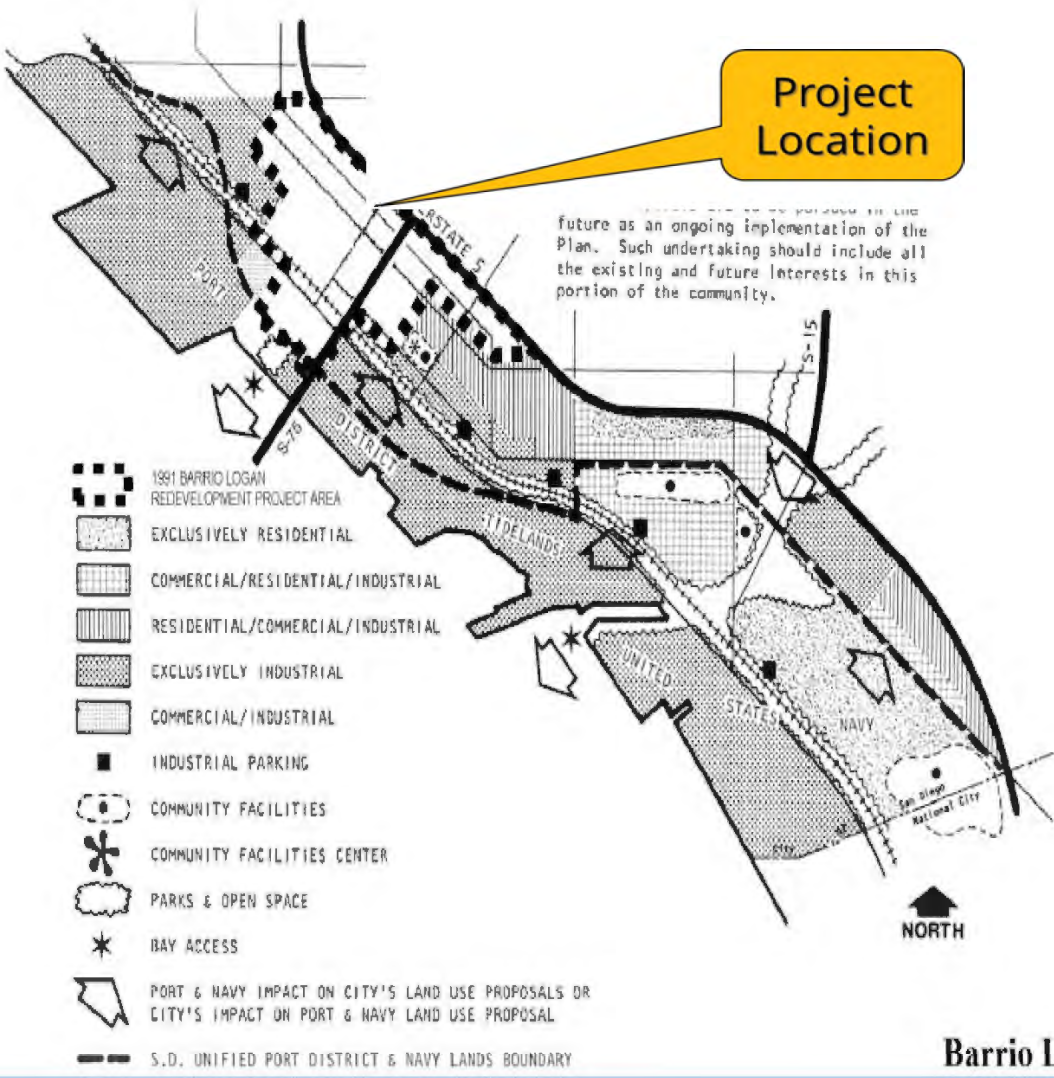 Project
Location
RSTATE 5
future as an ongoing implementation of the
Plan. Such undertaking should include all
the existing and future interests in this
portion of the community.
S-15
PORT
S-75
DISTRICT
TIDELANDS
UNITED
STATES
NAVY
San Diego
National City
City
1991 BARRIO LOGAN
REDEVELOPMENT PROJECT AREA
EXCLUSIVELY RESIDENTIAL
COMMERCIAL/RESIDENTIAL/INDUSTRIAL
RESIDENTIAL/COMMERCIAL/INDUSTRIAL
EXCLUSIVELY INDUSTRIAL
COMMERCIAL/INDUSTRIAL
INDUSTRIAL PARKING
COMMUNITY FACILITIES
COMMUNITY FACILITIES CENTER
PARKS & OPEN SPACE
BAY ACCESS
PORT & NAVY IMPACT ON CITY'S LAND USE PROPOSALS OR
CITY'S IMPACT ON PORT & NAVY LAND USE PROPOSAL
S.D. UNIFIED PORT DISTRICT & NAVY LANDS BOUNDARY
NORTH
Barrio L